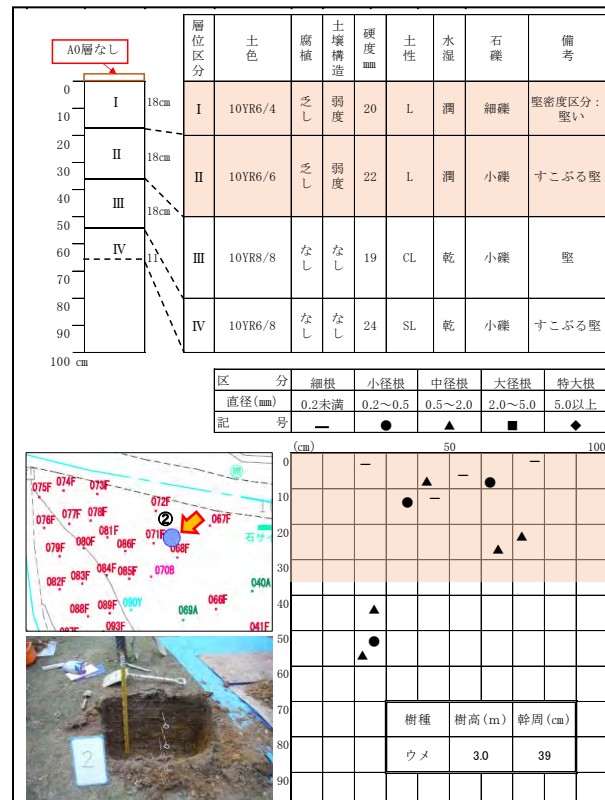 A0層なし
0
10
20
30
40
50
60
70
80
90
100 cm
I
II
III
IV
18cm
18cm
18cm
11
層位区分 土色 腐植 土壌構造 硬度mm 土性 水湿 石礫 備考
I 10YR6/4 乏し 弱度 20 L 潤 細礫 堅密度区分：堅い
II 10YR6/6 乏し 弱度 22 L 潤 小礫 すこぶる堅
III 10YR8/8 なし なし 19 CL 乾 小礫 堅
IV 10YR6/8 なし なし 24 SL 乾 小礫 すこぶる堅
区分 細根 小径根 中径根 大径根 特大根
直径(mm) 0.2未満 0.2～0.5 0.5～2.0 2.0～5.0 5.0以上
記号 ― ● ▲ ■ ◆
(cm) 50 100
0
10
20
30
40
50
60
70
80
90
075F 074F 073F
072F
076F 077F 078F
② 067F
081F 071F
石サイ
079F 080F 086F 068F
082F 083F 084F 085F 070B
040A
088F 089F 090Y 066F
069A
093F 041F
2
樹種 樹高(m) 幹周(cm)
ウメ 3.0 39